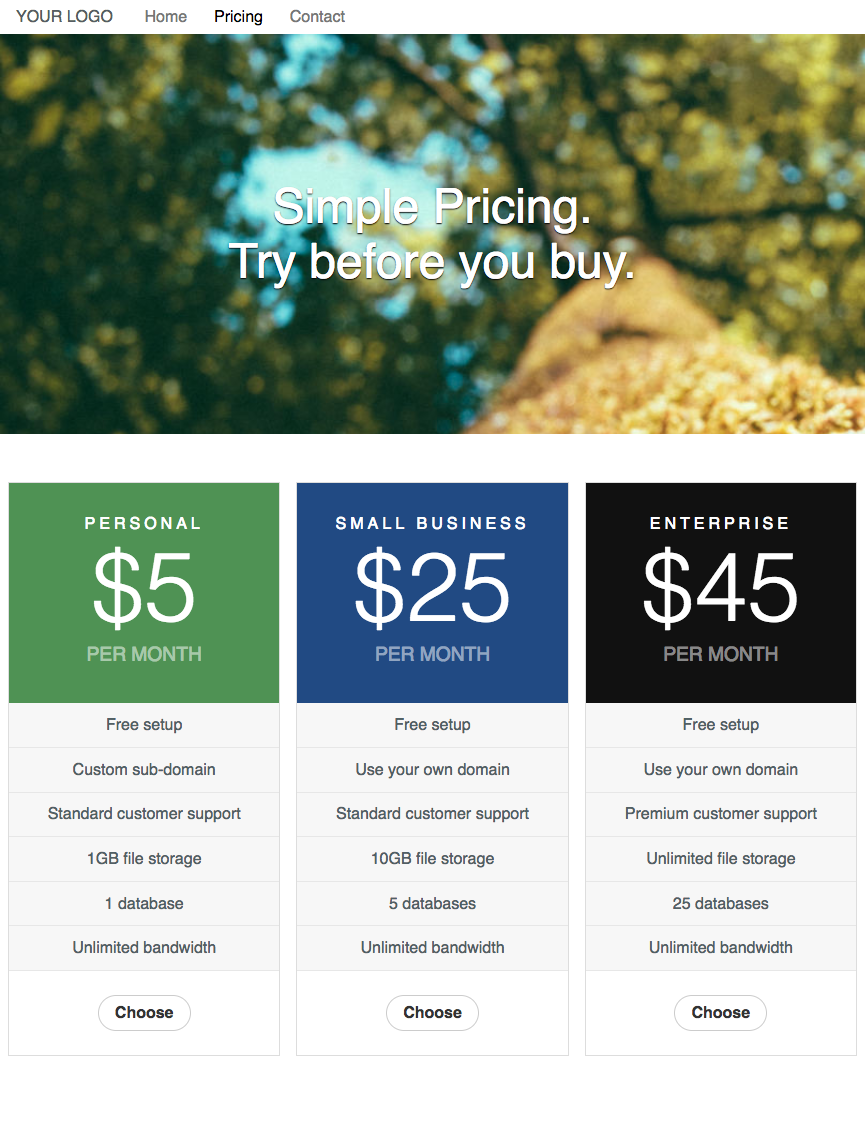 YOUR LOGO Home Pricing Contact
Simple Pricing.
Try before you buy.
PERSONAL
$5
PER MONTH
Free setup
Custom sub-domain
Standard customer support
1GB file storage
1 database
Unlimited bandwidth
Choose
SMALL BUSINESS
$25
PER MONTH
Free setup
Use your own domain
Standard customer support
10GB file storage
5 databases
Unlimited bandwidth
Choose
ENTERPRISE
$45
PER MONTH
Free setup
Use your own domain
Premium customer support
Unlimited file storage
25 databases
Unlimited bandwidth
Choose